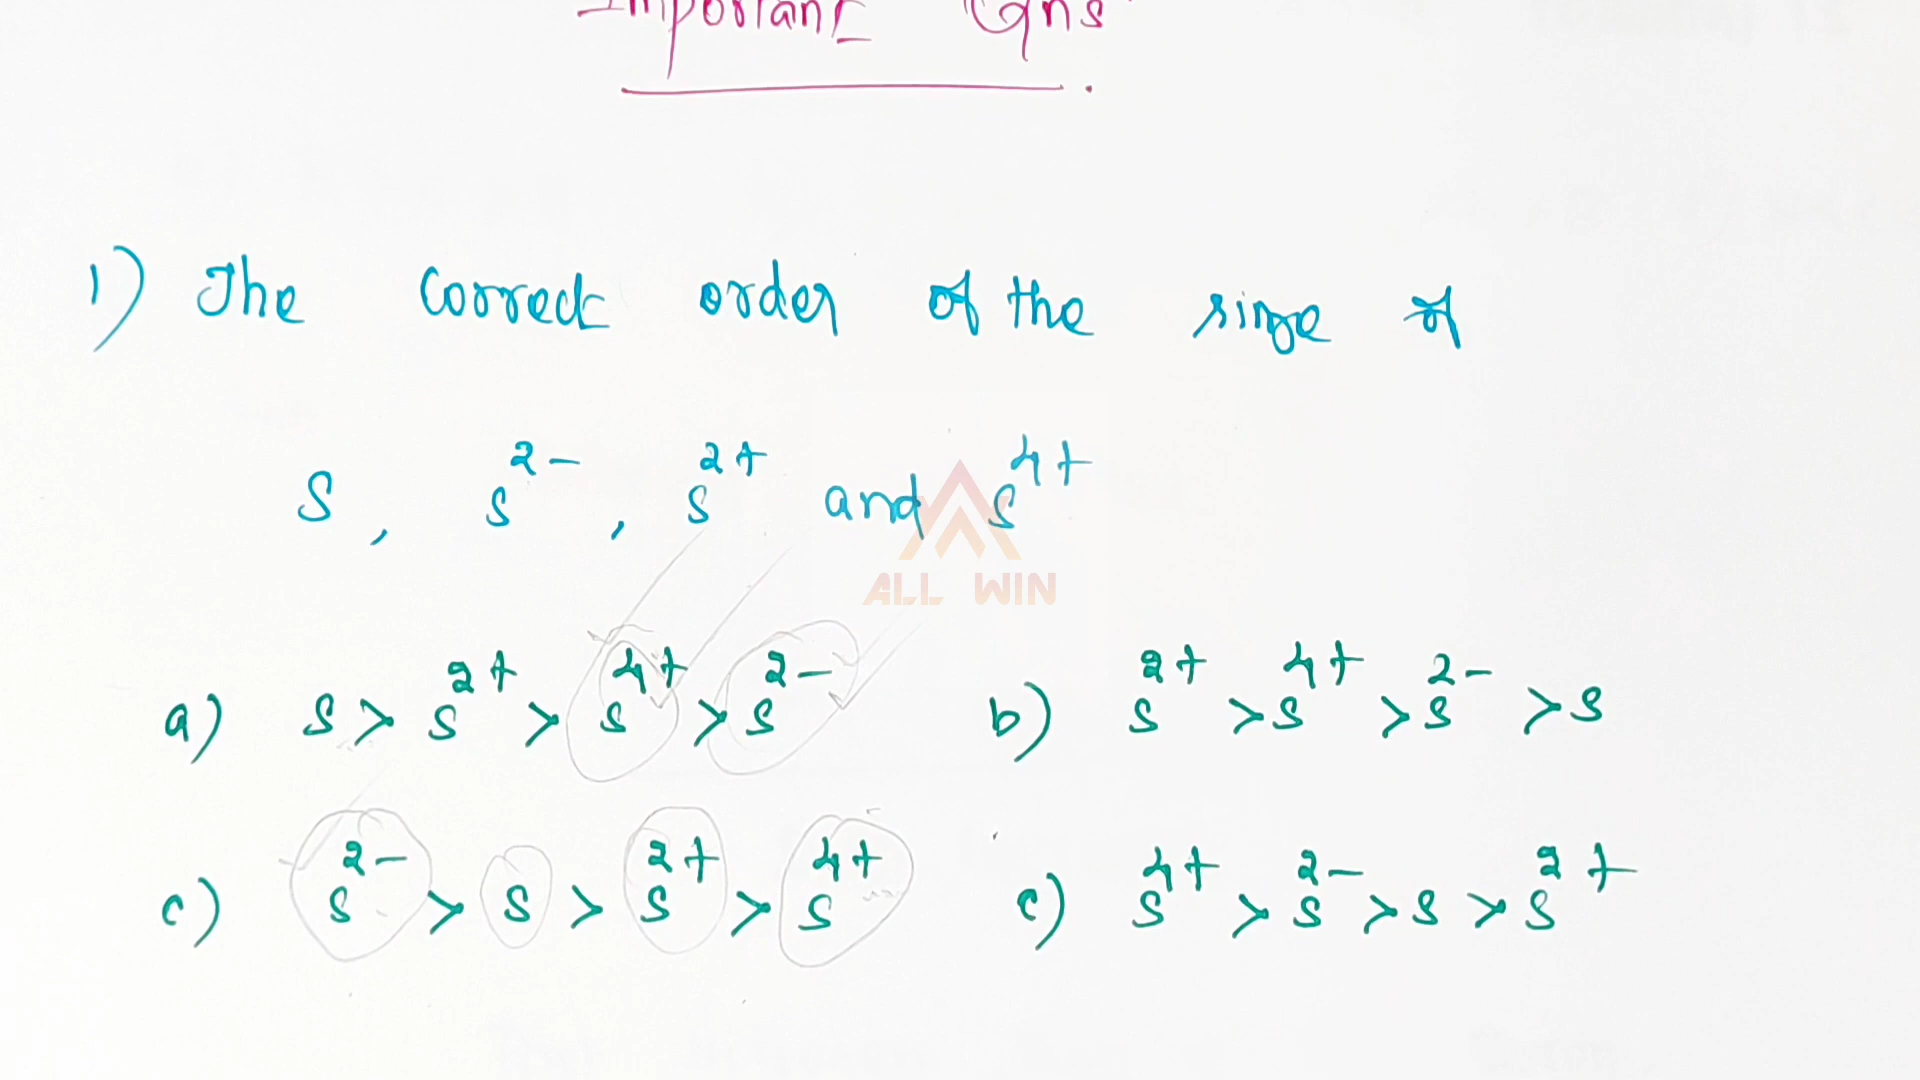 Important Qns
1) The correct order of the size of
S, S²⁻, S²⁺ and S⁴⁺
ALL WIN
a) S > S²⁺ > S⁴⁺ > S²⁻ b) S²⁺ > S⁴⁺ > S²⁻ > S
c) S²⁻ > S > S²⁺ > S⁴⁺ c) S⁴⁺ > S²⁻ > S > S²⁺